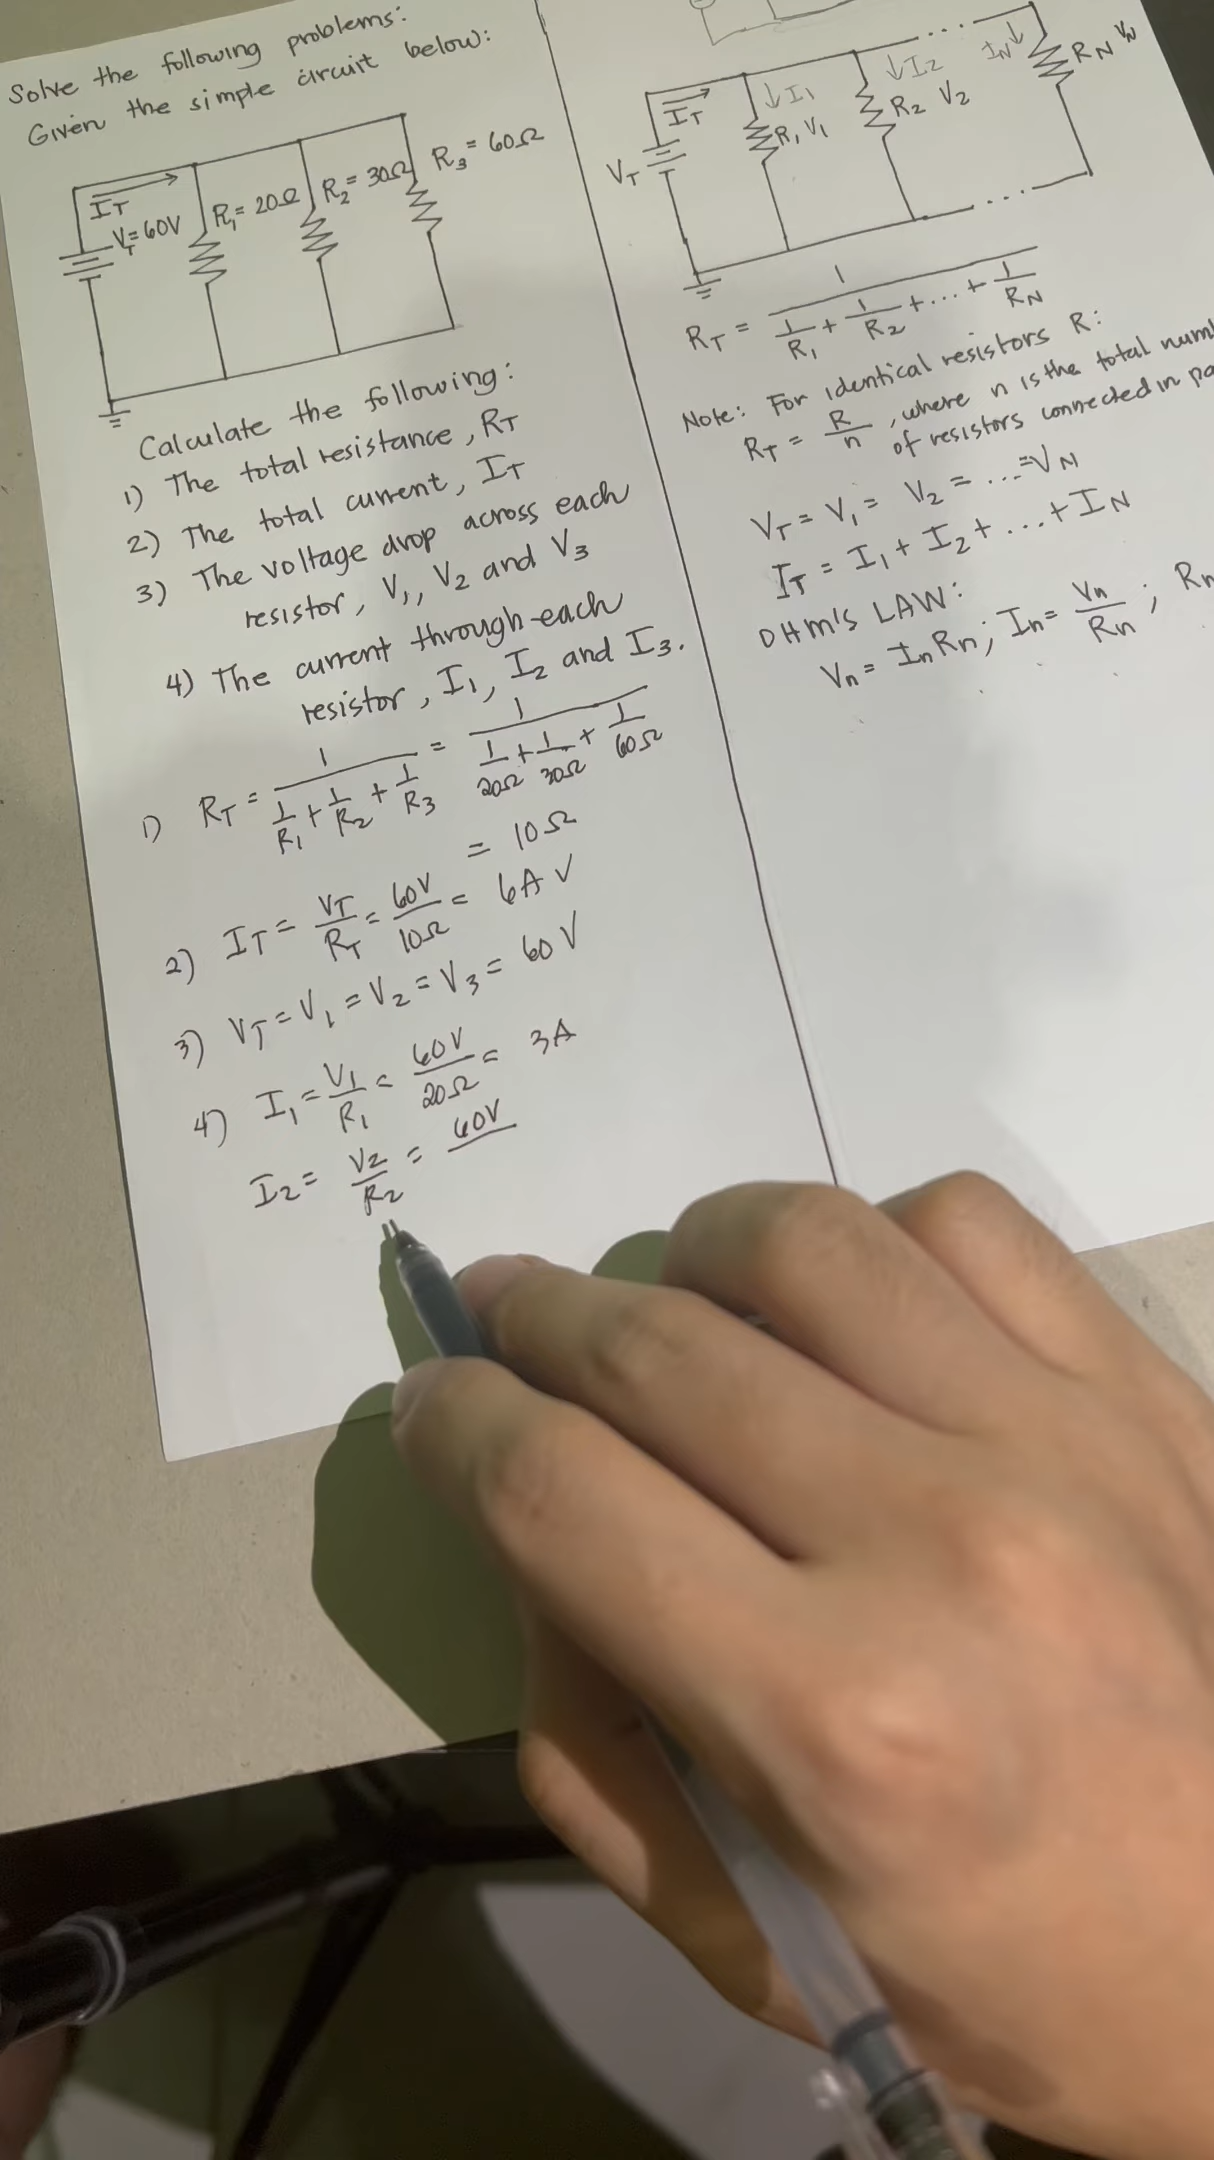 Solve the following problems:
Given the simple circuit below:
IT
VT=60V
R1=20Ω
R2=30Ω
R3=60Ω
Calculate the following:
1) The total resistance, RT
2) The total current, IT
3) The voltage drop across each
resistor, V1, V2 and V3
4) The current through each
resistor, I1, I2 and I3.
1) RT = 1/(1/R1 + 1/R2 + 1/R3) = 1/(1/20Ω + 1/30Ω + 1/60Ω)
= 10Ω
2) IT = VT/RT = 60V/10Ω = 6A V
3) VT = V1 = V2 = V3 = 60V
4) I1 = V1/R1 = 60V/20Ω = 3A
I2 = V2/R2 = 60V
VT
IT
↓I1
R1 V1
↓I2
R2 V2
...
IN↓
RN VN
...
RT = 1/(1/R1 + 1/R2 + ... + 1/RN)
Note: For identical resistors R:
RT = R/n, where n is the total
of resistors connected in
VT = V1 = V2 = ... = VN
IT = I1 + I2 + ... + IN
OHM'S LAW:
Vn = InRn; In = Vn/Rn; Rn